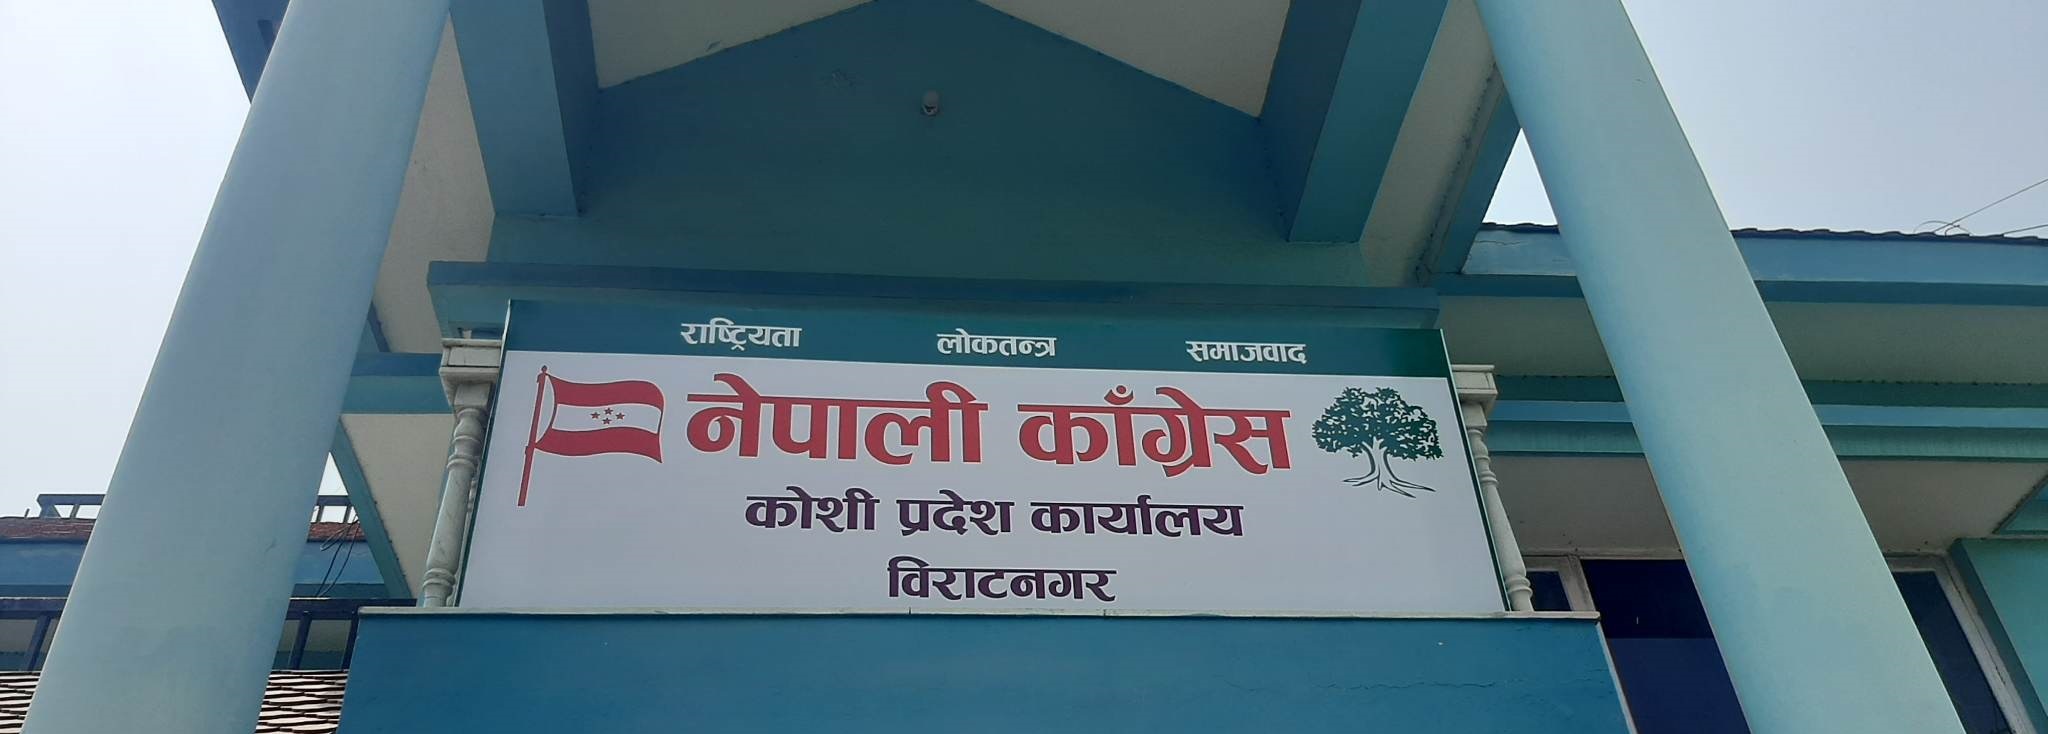 राष्ट्रियता लोकतन्त्र समाजवाद
नेपाली काँग्रेस
कोशी प्रदेश कार्यालय
विराटनगर